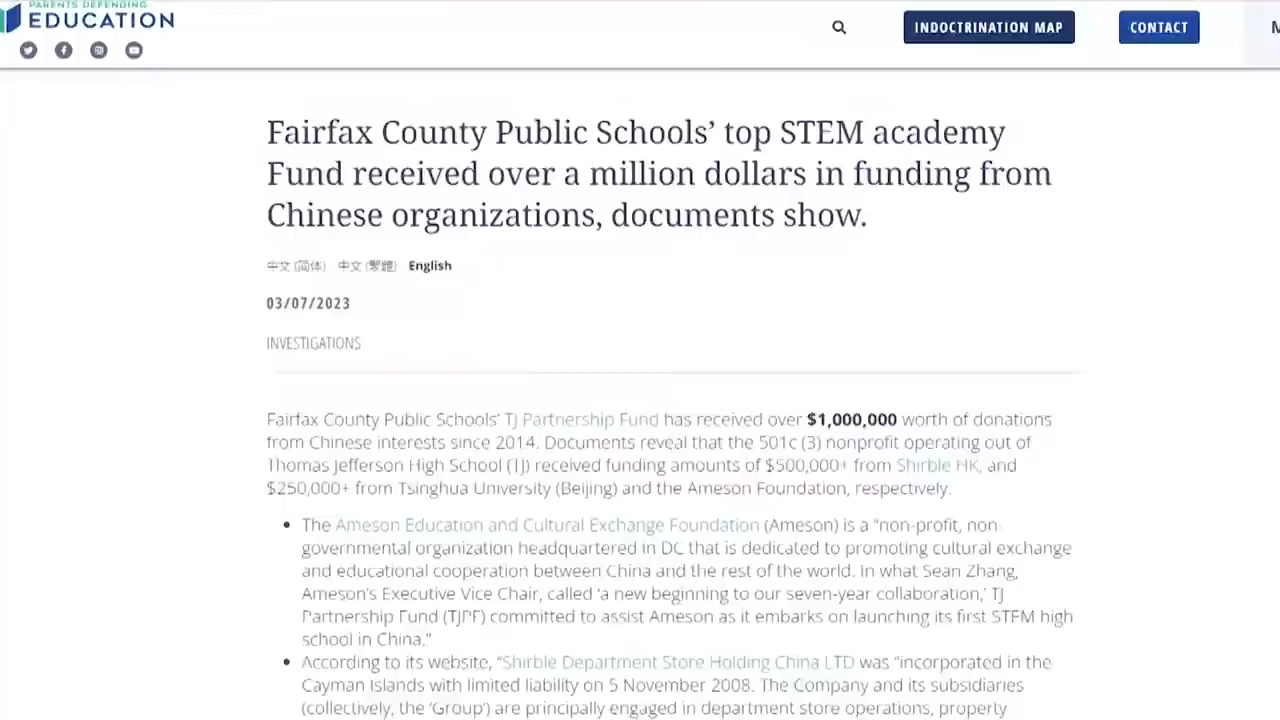 PARENTS DEFENDING
EDUCATION
INDOCTRINATION MAP
CONTACT
M
Fairfax County Public Schools’ top STEM academy
Fund received over a million dollars in funding from
Chinese organizations, documents show.
中文 (简体) 中文 (繁體) English
03/07/2023
INVESTIGATIONS
Fairfax County Public Schools’ TJ Partnership Fund has received over $1,000,000 worth of donations
from Chinese interests since 2014. Documents reveal that the 501c (3) nonprofit operating out of
Thomas Jefferson High School (TJ) received funding amounts of $500,000+ from Shirble HK, and
$250,000+ from Tsinghua University (Beijing) and the Ameson Foundation, respectively.
The Ameson Education and Cultural Exchange Foundation (Ameson) is a “non-profit, non-
governmental organization headquartered in DC that is dedicated to promoting cultural exchange
and educational cooperation between China and the rest of the world. In what Sean Zhang,
Ameson’s Executive Vice Chair, called ‘a new beginning to our seven-year collaboration,’ TJ
Partnership Fund (TJPF) committed to assist Ameson as it embarks on launching its first STEM high
school in China.”
According to its website, “Shirble Department Store Holding China LTD was “incorporated in the
Cayman Islands with limited liability on 5 November 2008. The Company and its subsidiaries
(collectively, the ‘Group’) are principally engaged in department store operations, property